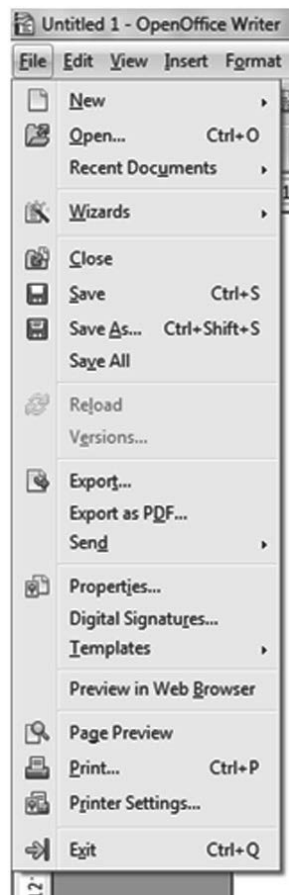 Untitled 1 - OpenOffice Writer
File Edit View Insert Format
New
Open... Ctrl+O
Recent Documents
Wizards
Close
Save Ctrl+S
Save As... Ctrl+Shift+S
Save All
Reload
Versions...
Export...
Export as PDF...
Send
Properties...
Digital Signatures...
Templates
Preview in Web Browser
Page Preview
Print... Ctrl+P
Printer Settings...
Exit Ctrl+Q
12